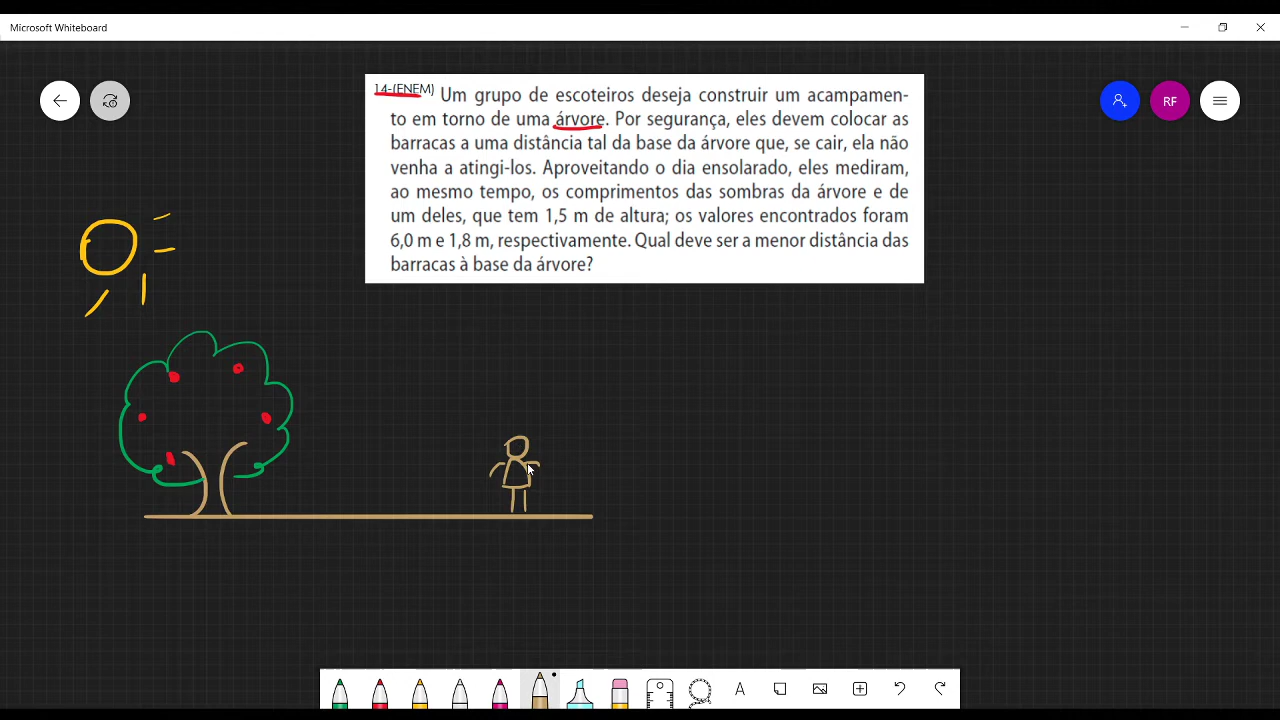 Microsoft Whiteboard
14-(ENEM) Um grupo de escoteiros deseja construir um acampamen-
to em torno de uma árvore. Por segurança, eles devem colocar as
barracas a uma distância tal da base da árvore que, se cair, ela não
venha a atingi-los. Aproveitando o dia ensolarado, eles mediram,
ao mesmo tempo, os comprimentos das sombras da árvore e de
um deles, que tem 1,5 m de altura; os valores encontrados foram
6,0 m e 1,8 m, respectivamente. Qual deve ser a menor distância das
barracas à base da árvore?
RF
A